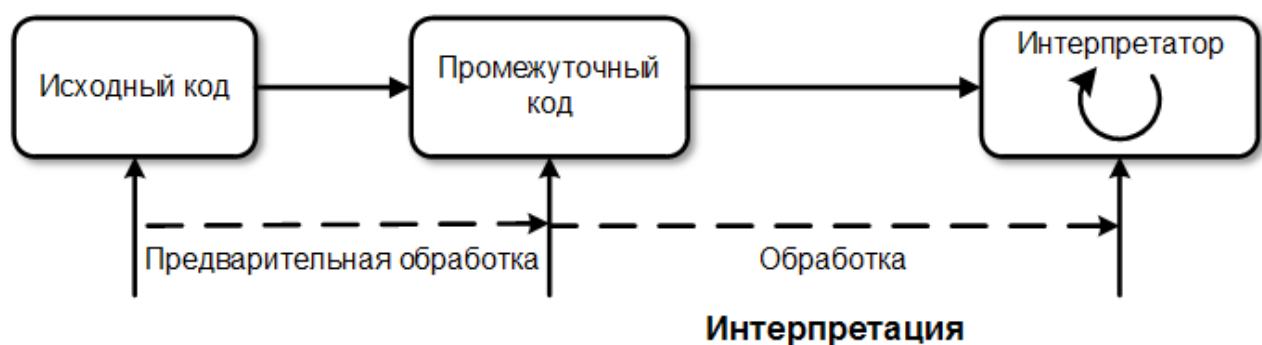 Исходный код
Промежуточный
код
Интерпретатор
Предварительная обработка
Обработка
Интерпретация